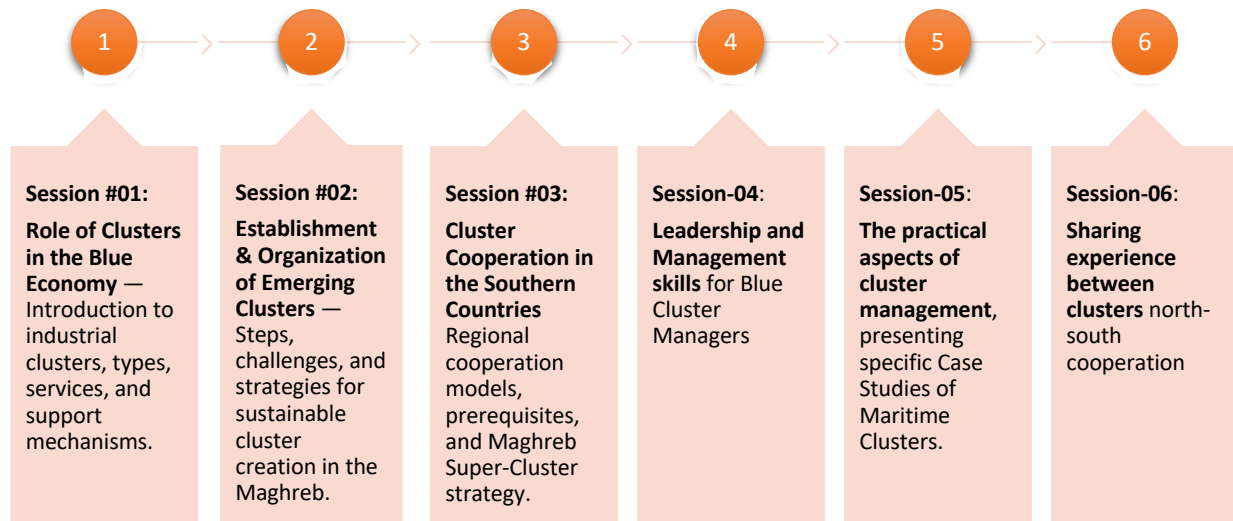 1
2
3
4
5
6
Session #01:
Role of Clusters
in the Blue
Economy —
Introduction to
industrial
clusters, types,
services, and
support
mechanisms.
Session #02:
Establishment
& Organization
of Emerging
Clusters —
Steps,
challenges, and
strategies for
sustainable
cluster
creation in the
Maghreb.
Session #03:
Cluster
Cooperation in
the Southern
Countries
Regional
cooperation
models,
prerequisites,
and Maghreb
Super-Cluster
strategy.
Session-04:
Leadership and
Management
skills for Blue
Cluster
Managers
Session-05:
The practical
aspects of
cluster
management,
presenting
specific Case
Studies of
Maritime
Clusters.
Session-06:
Sharing
experience
between
clusters north-
south
cooperation